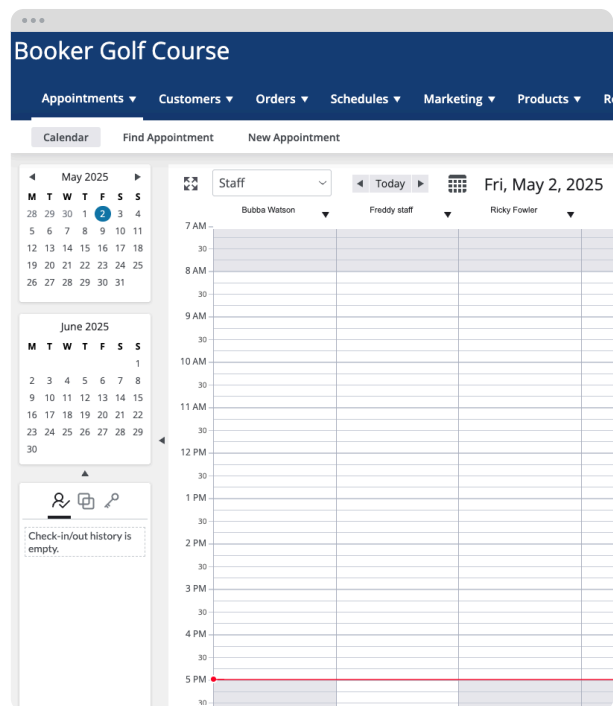 Booker Golf Course
Appointments ▼ Customers ▼ Orders ▼ Schedules ▼ Marketing ▼ Products ▼
Calendar Find Appointment New Appointment
May 2025
M T W T F S S
28 29 30 1 2 3 4
5 6 7 8 9 10 11
12 13 14 15 16 17 18
19 20 21 22 23 24 25
26 27 28 29 30 31
June 2025
M T W T F S S
1
2 3 4 5 6 7 8
9 10 11 12 13 14 15
16 17 18 19 20 21 22
23 24 25 26 27 28 29
30
Check-in/out history is
empty.
Staff Today Fri, May 2, 2025
Bubba Watson Freddy staff Ricky Fowler
7 AM
30
8 AM
30
9 AM
30
10 AM
30
11 AM
30
12 PM
30
1 PM
30
2 PM
30
3 PM
30
4 PM
30
5 PM
30